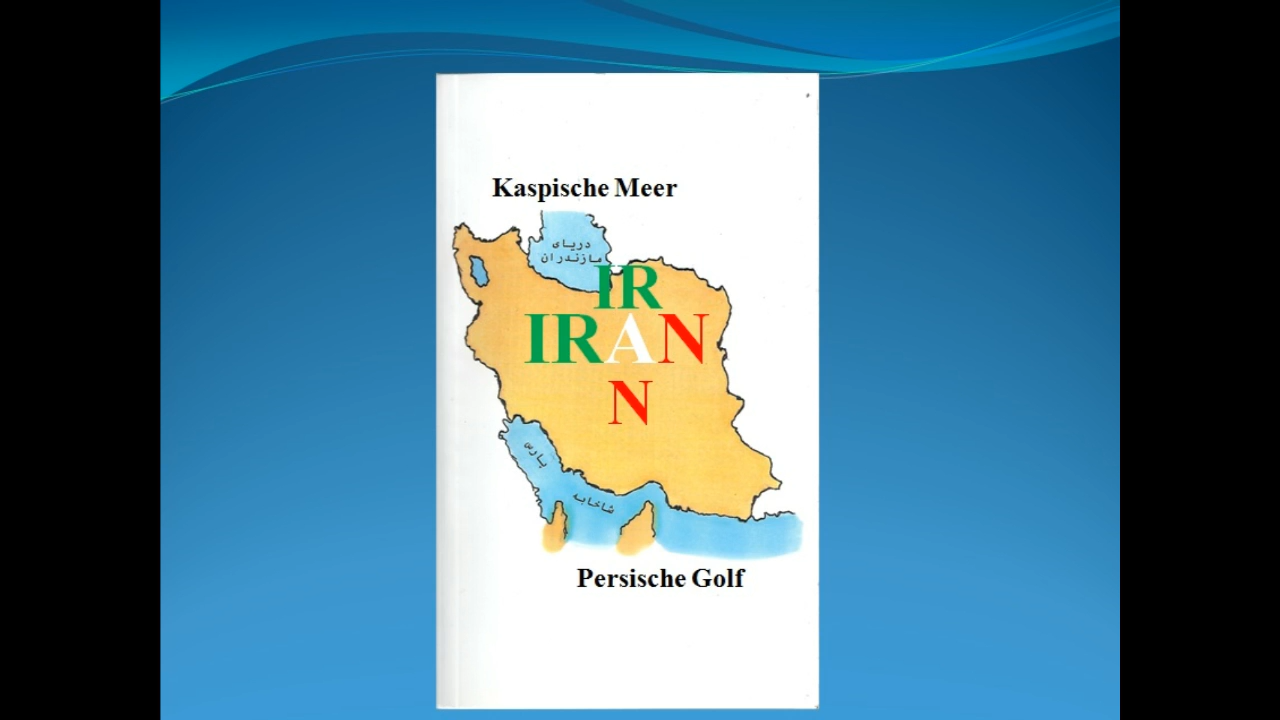 Kaspische Meer
دریای
مازندران
IR
IRAN
N
پارس
شاخابه
Persische Golf